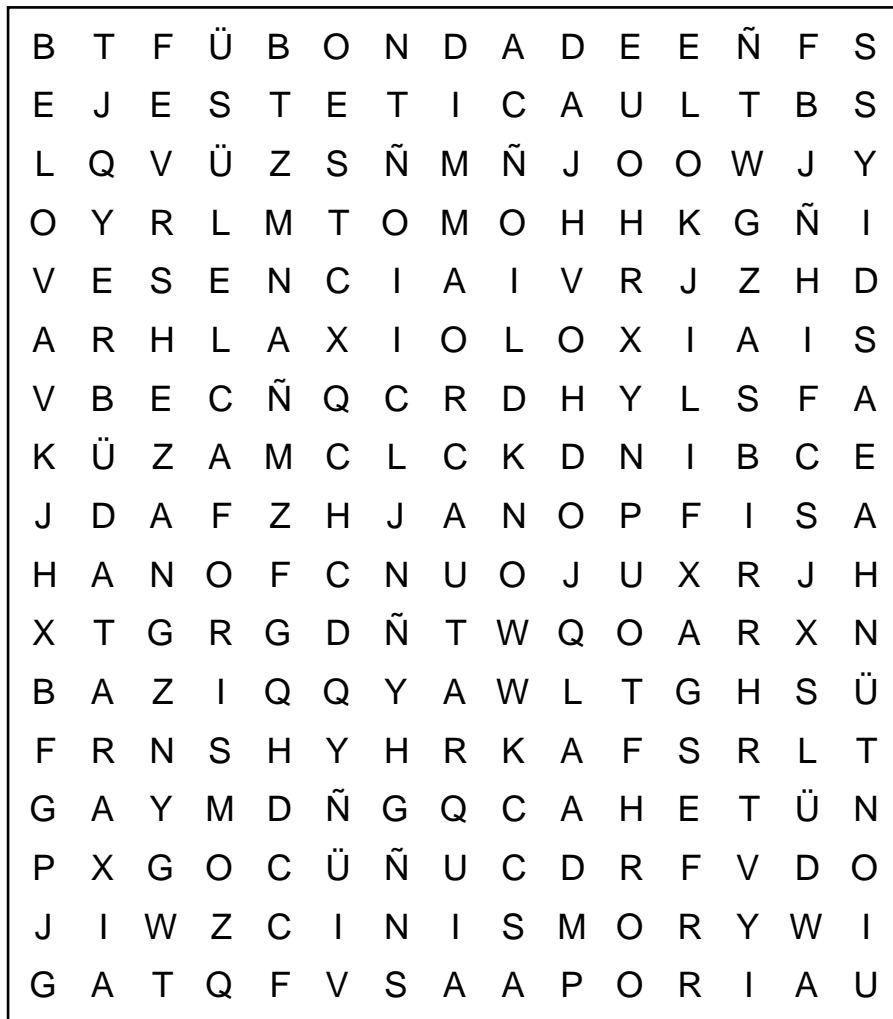 B T F Ü B O N D A D E E Ñ F S
E J E S T E T I C A U L T B S
L Q V Ü Z S Ñ M Ñ J O O W J Y
O Y R L M T O M O H H K G Ñ I
V E S E N C I A I V R J Z H D
A R H L A X I O L O X I A I S
V B E C Ñ Q C R D H Y L S F A
K Ü Z A M C L C K D N I B C E
J D A F Z H J A N O P F I S A
H A N O F C N U O J U X R J H
X T G R G D Ñ T W Q O A R X N
B A Z I Q Q Y A W L T G H S Ü
F R N S H Y H R K A F S R L T
G A Y M D Ñ G Q C A H E T Ü N
P X G O C Ü Ñ U C D R F V D O
J I W Z C I N I S M O R Y W I
G A T Q F V S A A P O R I A U